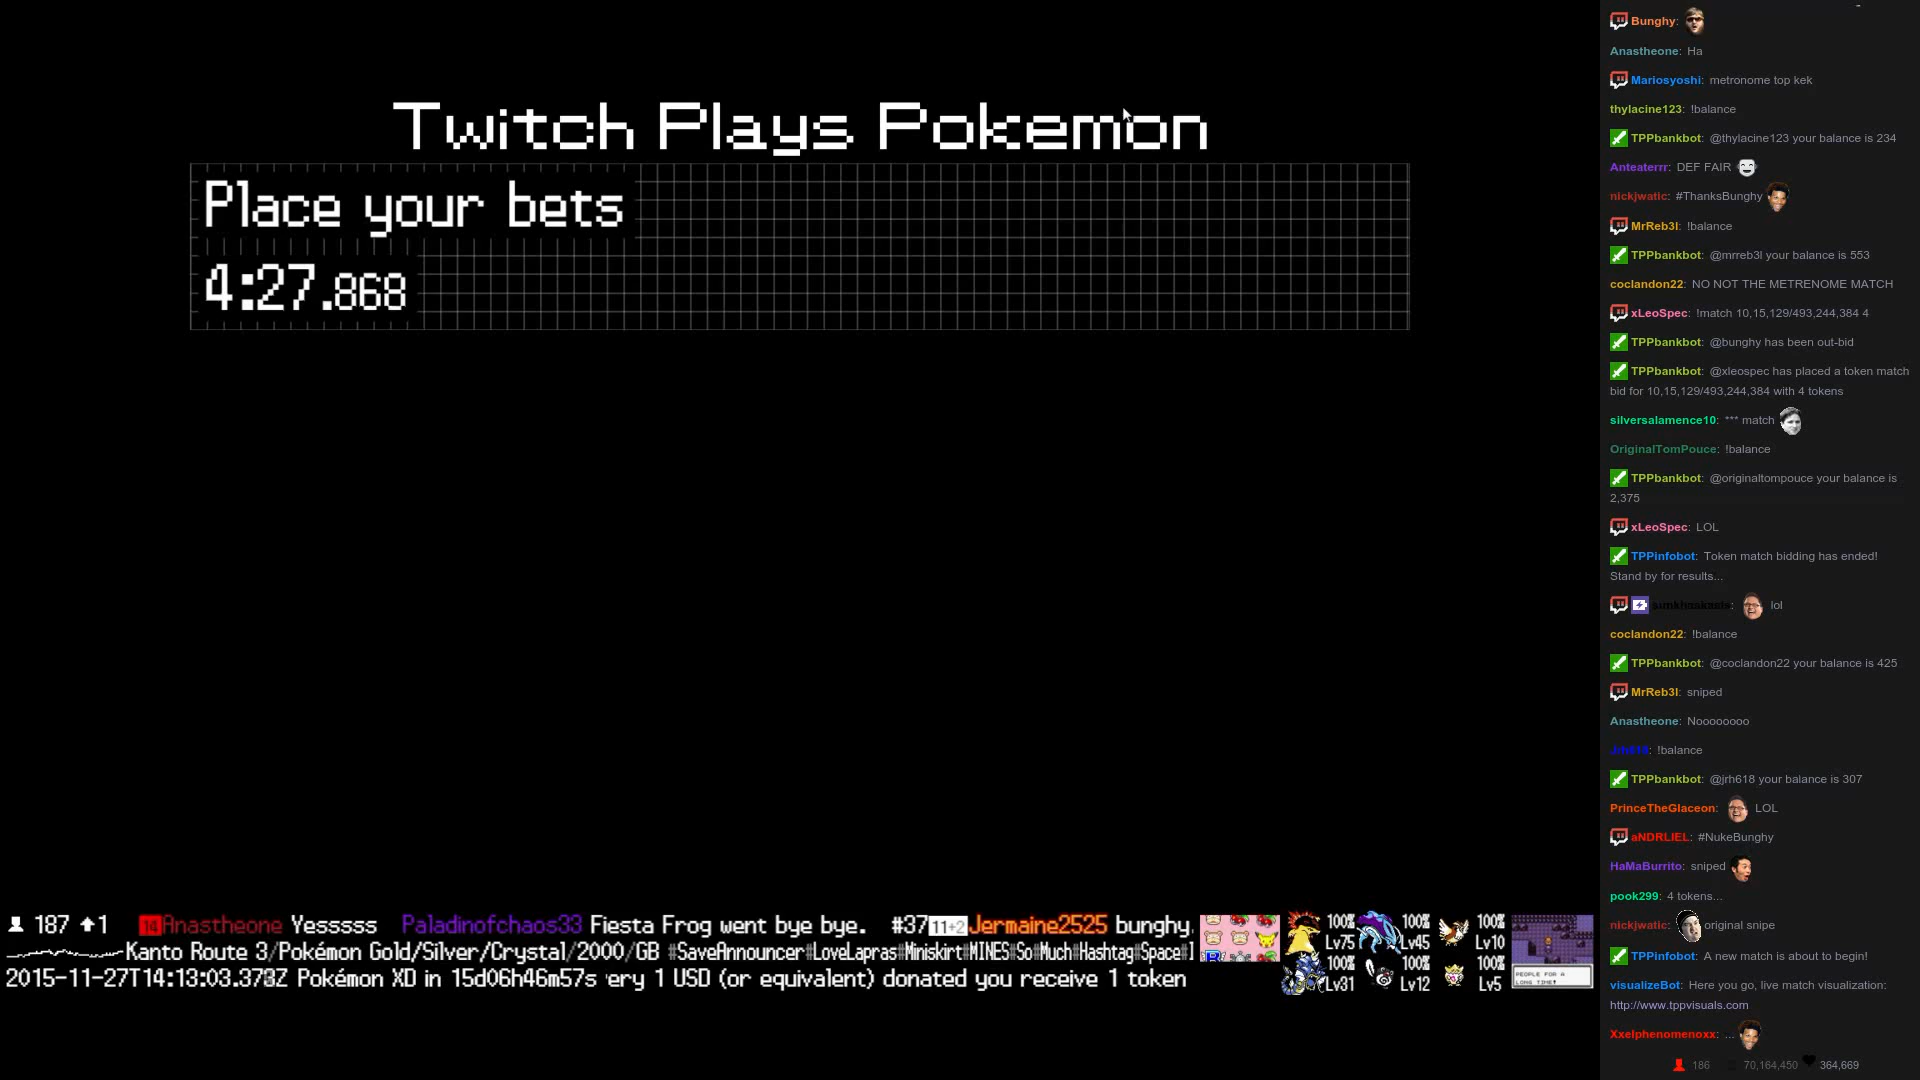 Twitch Plays Pokemon
Place your bets
4:27.868
187 1 Anastheone Yesssss Paladinofchaos33 Fiesta Frog went bye bye. #37 11+2 Jermaine2525 bunghy
Kanto Route 3/Pokémon Gold/Silver/Crystal/2000/GB #SaveAnnouncer#LoveLapras#Miniskirt#MINES#So#Much#Hashtag#Space#
2015-11-27T14:13:03.373Z Pokémon XD in 15d06h46m57s ery 1 USD (or equivalent) donated you receive 1 token
100% 100% 100%
Lv75 Lv45 Lv10
100% 100% 100%
Lv31 Lv12 Lv5
PEOPLE FOR A
LONG TIME!
Bunghy:
Anastheone: Ha
Mariosyoshi: metronome top kek
thylacine123: !balance
TPPbankbot: @thylacine123 your balance is 234
Anteaterrr: DEF FAIR
nickjwatic: #ThanksBunghy
MrReb3l: !balance
TPPbankbot: @mrreb3l your balance is 553
coclandon22: NO NOT THE METRENOME MATCH
xLeoSpec: !match 10,15,129/493,244,384 4
TPPbankbot: @bunghy has been out-bid
TPPbankbot: @xleospec has placed a token match
bid for 10,15,129/493,244,384 with 4 tokens
silversalamence10: *** match
OriginalTomPouce: !balance
TPPbankbot: @originaltompouce your balance is
2,375
xLeoSpec: LOL
TPPinfobot: Token match bidding has ended!
Stand by for results...
: lol
coclandon22: !balance
TPPbankbot: @coclandon22 your balance is 425
MrReb3l: sniped
Anastheone: Noooooooo
Jrh618: !balance
TPPbankbot: @jrh618 your balance is 307
PrinceTheGlaceon: LOL
aNDRLIEL: #NukeBunghy
HaMaBurrito: sniped
pook299: 4 tokens...
nickjwatic: original snipe
TPPinfobot: A new match is about to begin!
visualizeBot: Here you go, live match visualization:
http://www.tppvisuals.com
Xxelphenomenoxx: ...
186 70,164,450 364,669